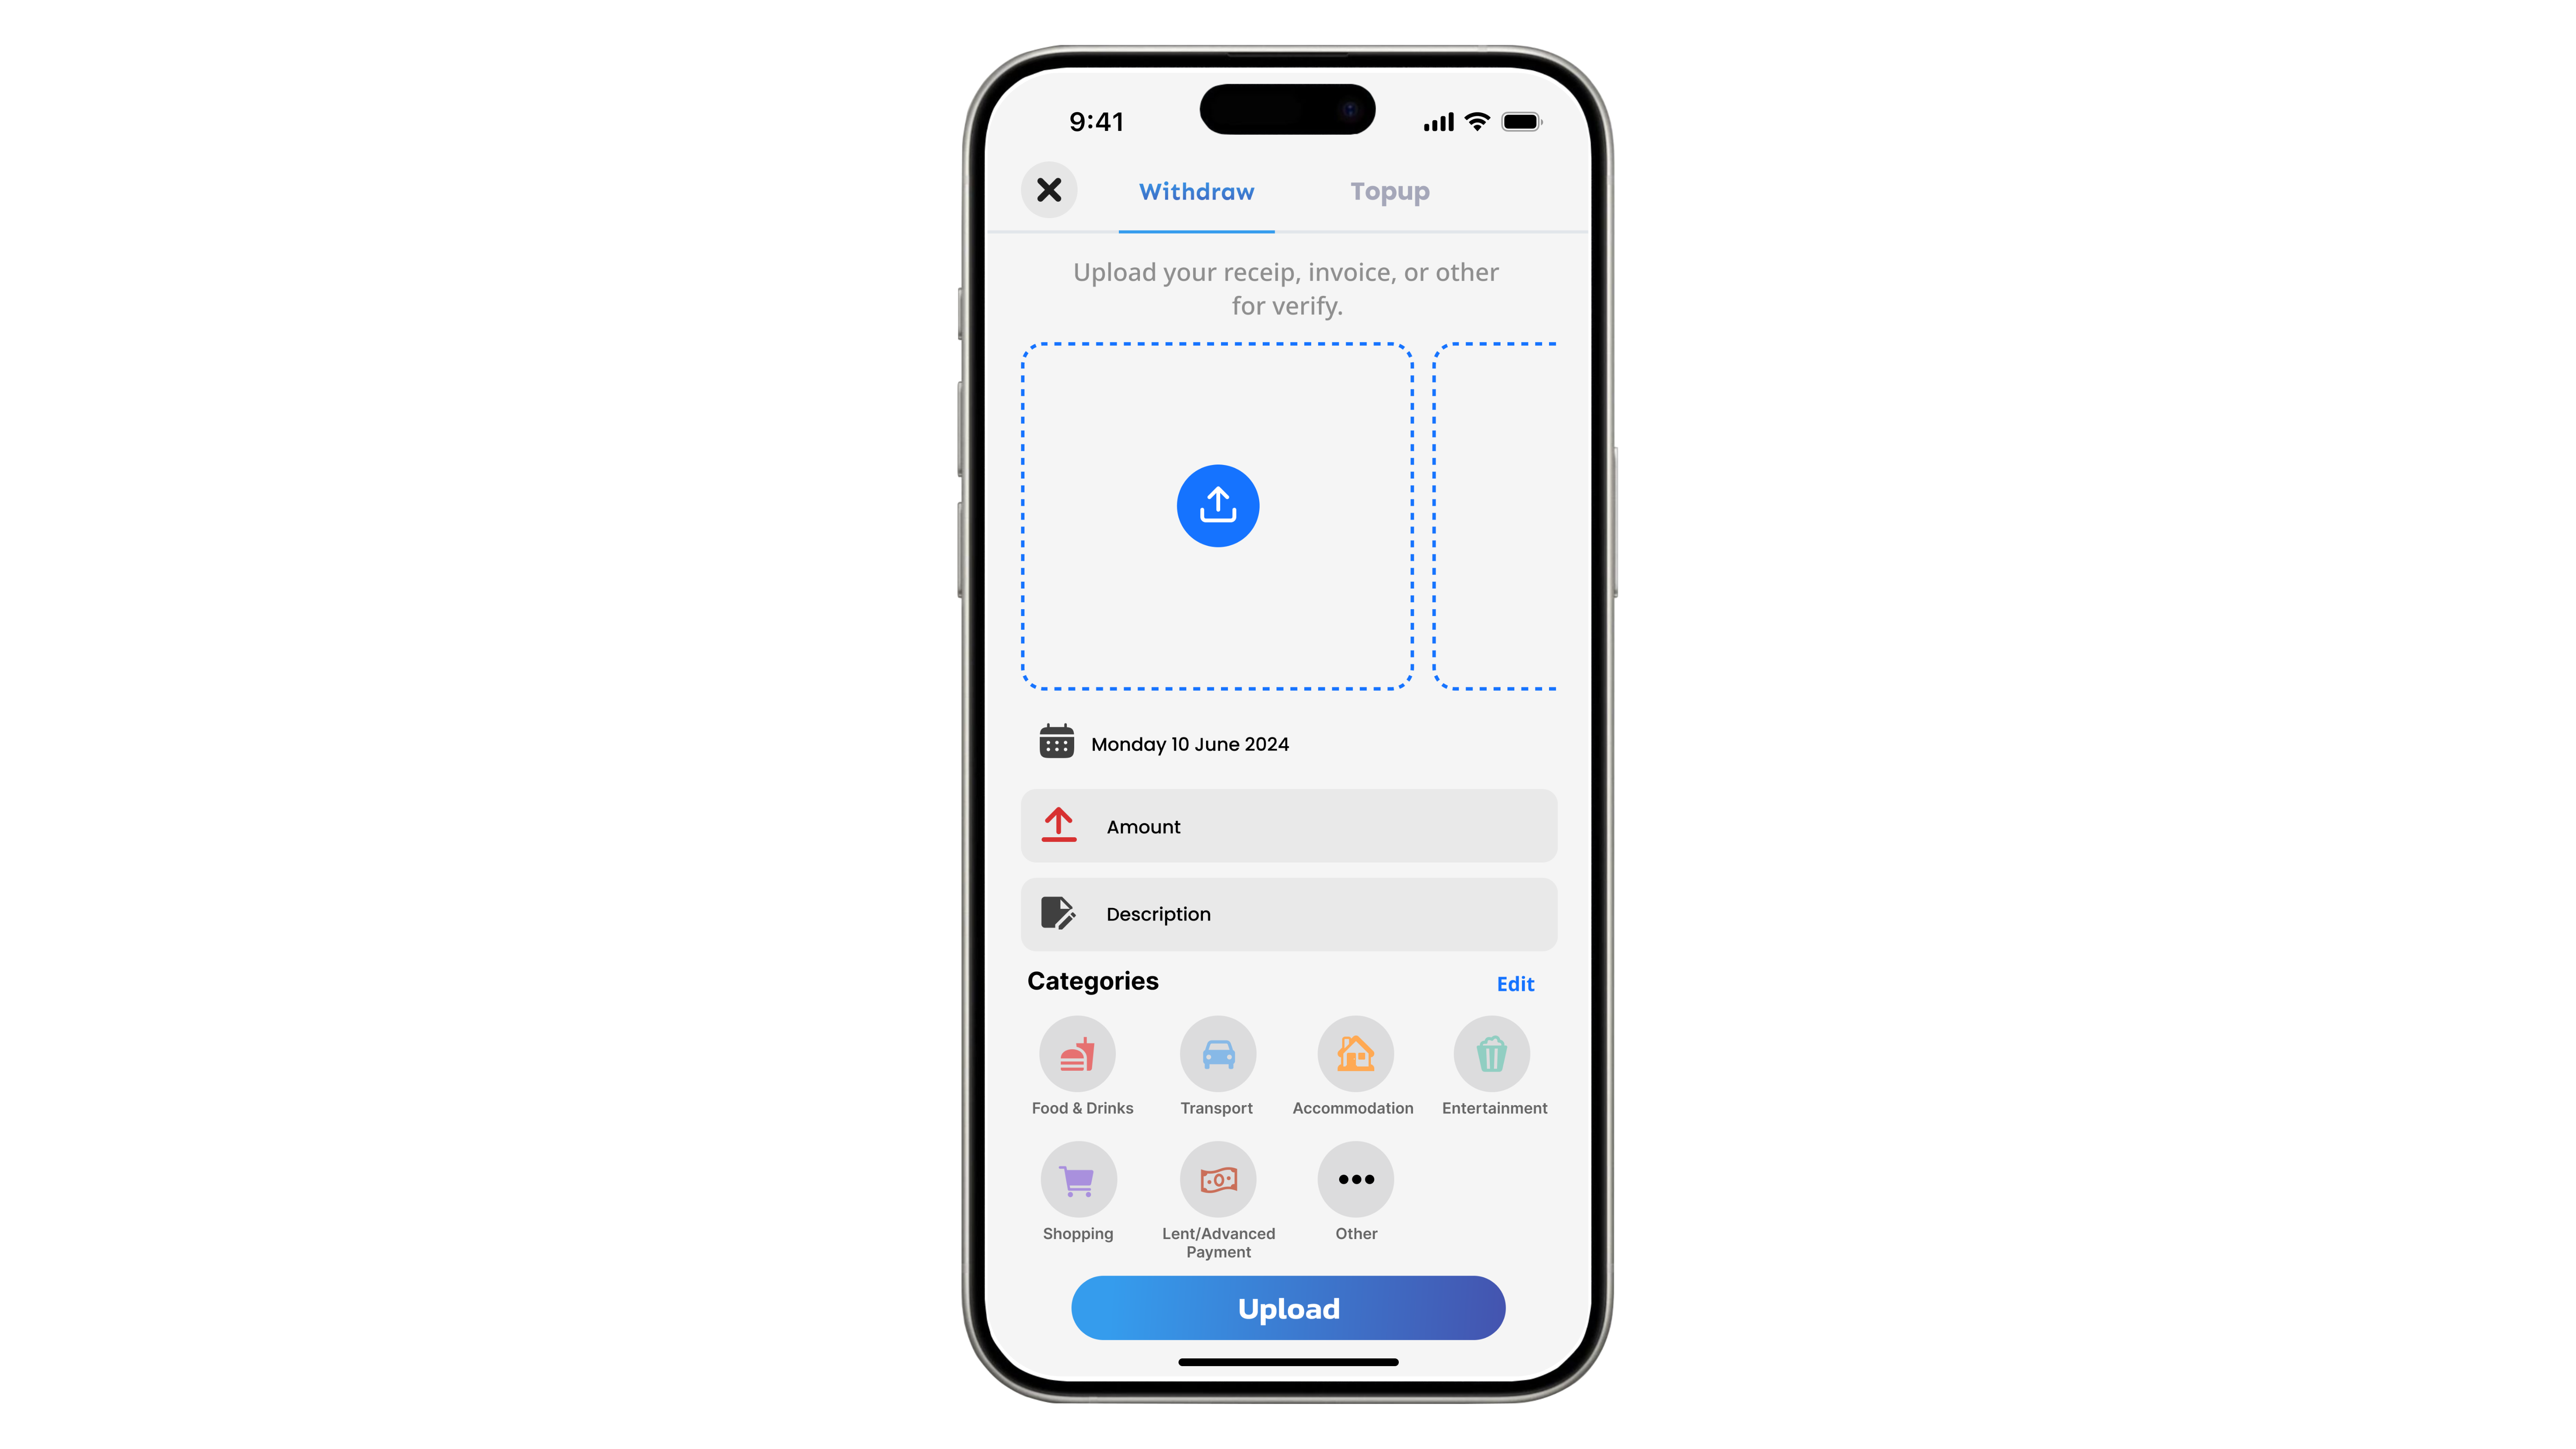 9:41
Withdraw
Topup
Upload your receip, invoice, or other
for verify.
Monday 10 June 2024
Amount
Description
Categories
Edit
Food & Drinks
Transport
Accommodation
Entertainment
Shopping
Lent/Advanced
Payment
Other
Upload